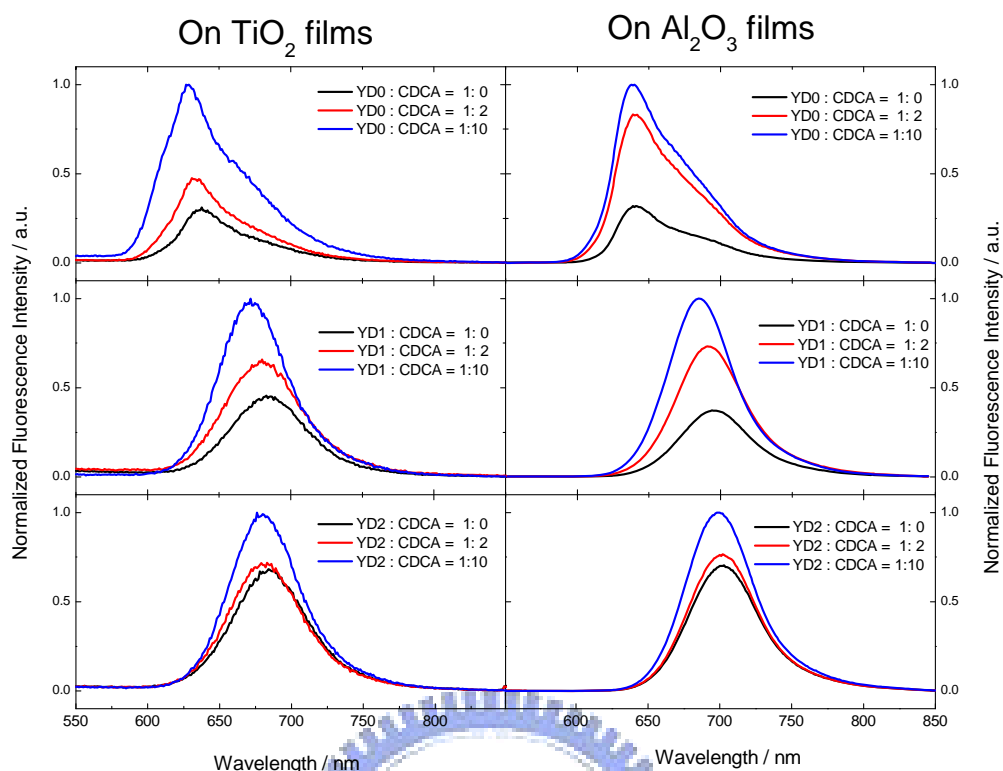 On TiO₂ films
On Al₂O₃ films
Normalized Fluorescence Intensity / a.u.
1.0
0.5
0.0
YD0 : CDCA = 1: 0
YD0 : CDCA = 1: 2
YD0 : CDCA = 1:10
1.0
0.5
0.0
YD0 : CDCA = 1: 0
YD0 : CDCA = 1: 2
YD0 : CDCA = 1:10
1.0
0.5
0.0
YD1 : CDCA = 1: 0
YD1 : CDCA = 1: 2
YD1 : CDCA = 1:10
1.0
0.5
0.0
YD1 : CDCA = 1: 0
YD1 : CDCA = 1: 2
YD1 : CDCA = 1:10
1.0
0.5
0.0
YD2 : CDCA = 1: 0
YD2 : CDCA = 1: 2
YD2 : CDCA = 1:10
1.0
0.5
0.0
YD2 : CDCA = 1: 0
YD2 : CDCA = 1: 2
YD2 : CDCA = 1:10
Normalized Fluorescence Intensity / a.u.
550 600 650 700 750 800
600 650 700 750 800 850
Wavelength / nm
Wavelength / nm